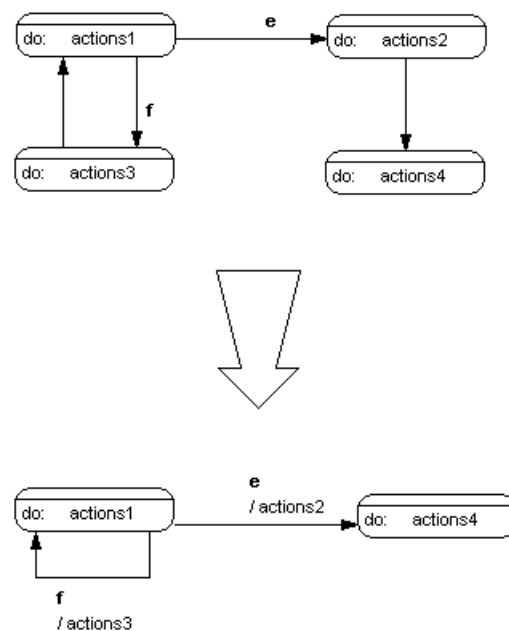 e
do: actions1
do: actions2
f
do: actions3
do: actions4
e
do: actions1
/ actions2
do: actions4
f
/ actions3